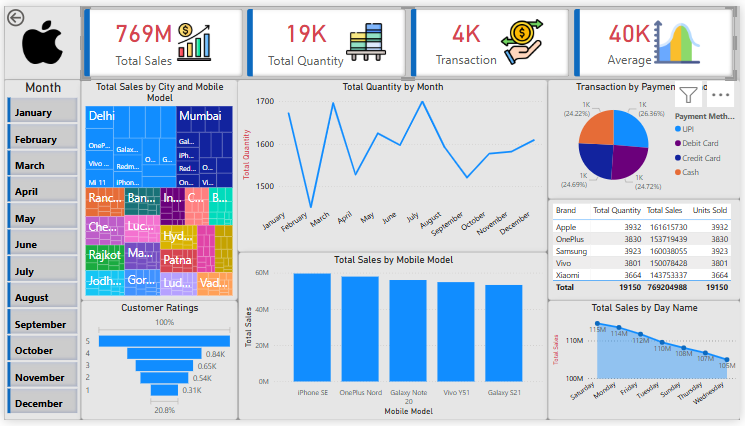 769M
Total Sales
19K
Total Quantity
4K
Transaction
40K
Average
Month
January
February
March
April
May
June
July
August
September
October
November
December
Total Sales by City and Mobile
Model
Delhi
OneP...
Galax...
Vivo ...
Redm...
O...
G...
MI 11
iPhon...
Mumbai
Gal...
iPh...
Red...
On...
Vi...
Ranc...
Ban...
In...
C...
B...
Che...
Luc...
Hyd...
Rajkot
Ma...
Patna
Jodh...
Gor...
Lud...
Vad...
Customer Ratings
100%
5
4
0.84K
3
0.65K
2
0.54K
1
0.31K
20.8%
Total Quantity by Month
Total Quantity
1700
1600
1500
January
February
March
April
May
June
July
August
September
October
November
December
Total Sales by Mobile Model
Total Sales
60M
40M
20M
0M
iPhone SE
OnePlus Nord
Galaxy Note
20
Vivo Y51
Galaxy S21
Mobile Model
Transaction by Payme
1K
(24.22%)
1K
(26.36%)
1K
(24.69%)
1K
(24.72%)
Payment Meth...
UPI
Debit Card
Credit Card
Cash
Brand Total Quantity Total Sales Units Sold
Apple 3932 161615730 3932
OnePlus 3830 153719439 3830
Samsung 3923 160038055 3923
Vivo 3801 150078428 3801
Xiaomi 3664 143753337 3664
Total 19150 769204988 19150
Total Sales by Day Name
Total Sales
110M
100M
115M
114M
112M
110M
108M
107M
105M
Saturday
Monday
Friday
Tuesday
Sunday
Thursday
Wednesday